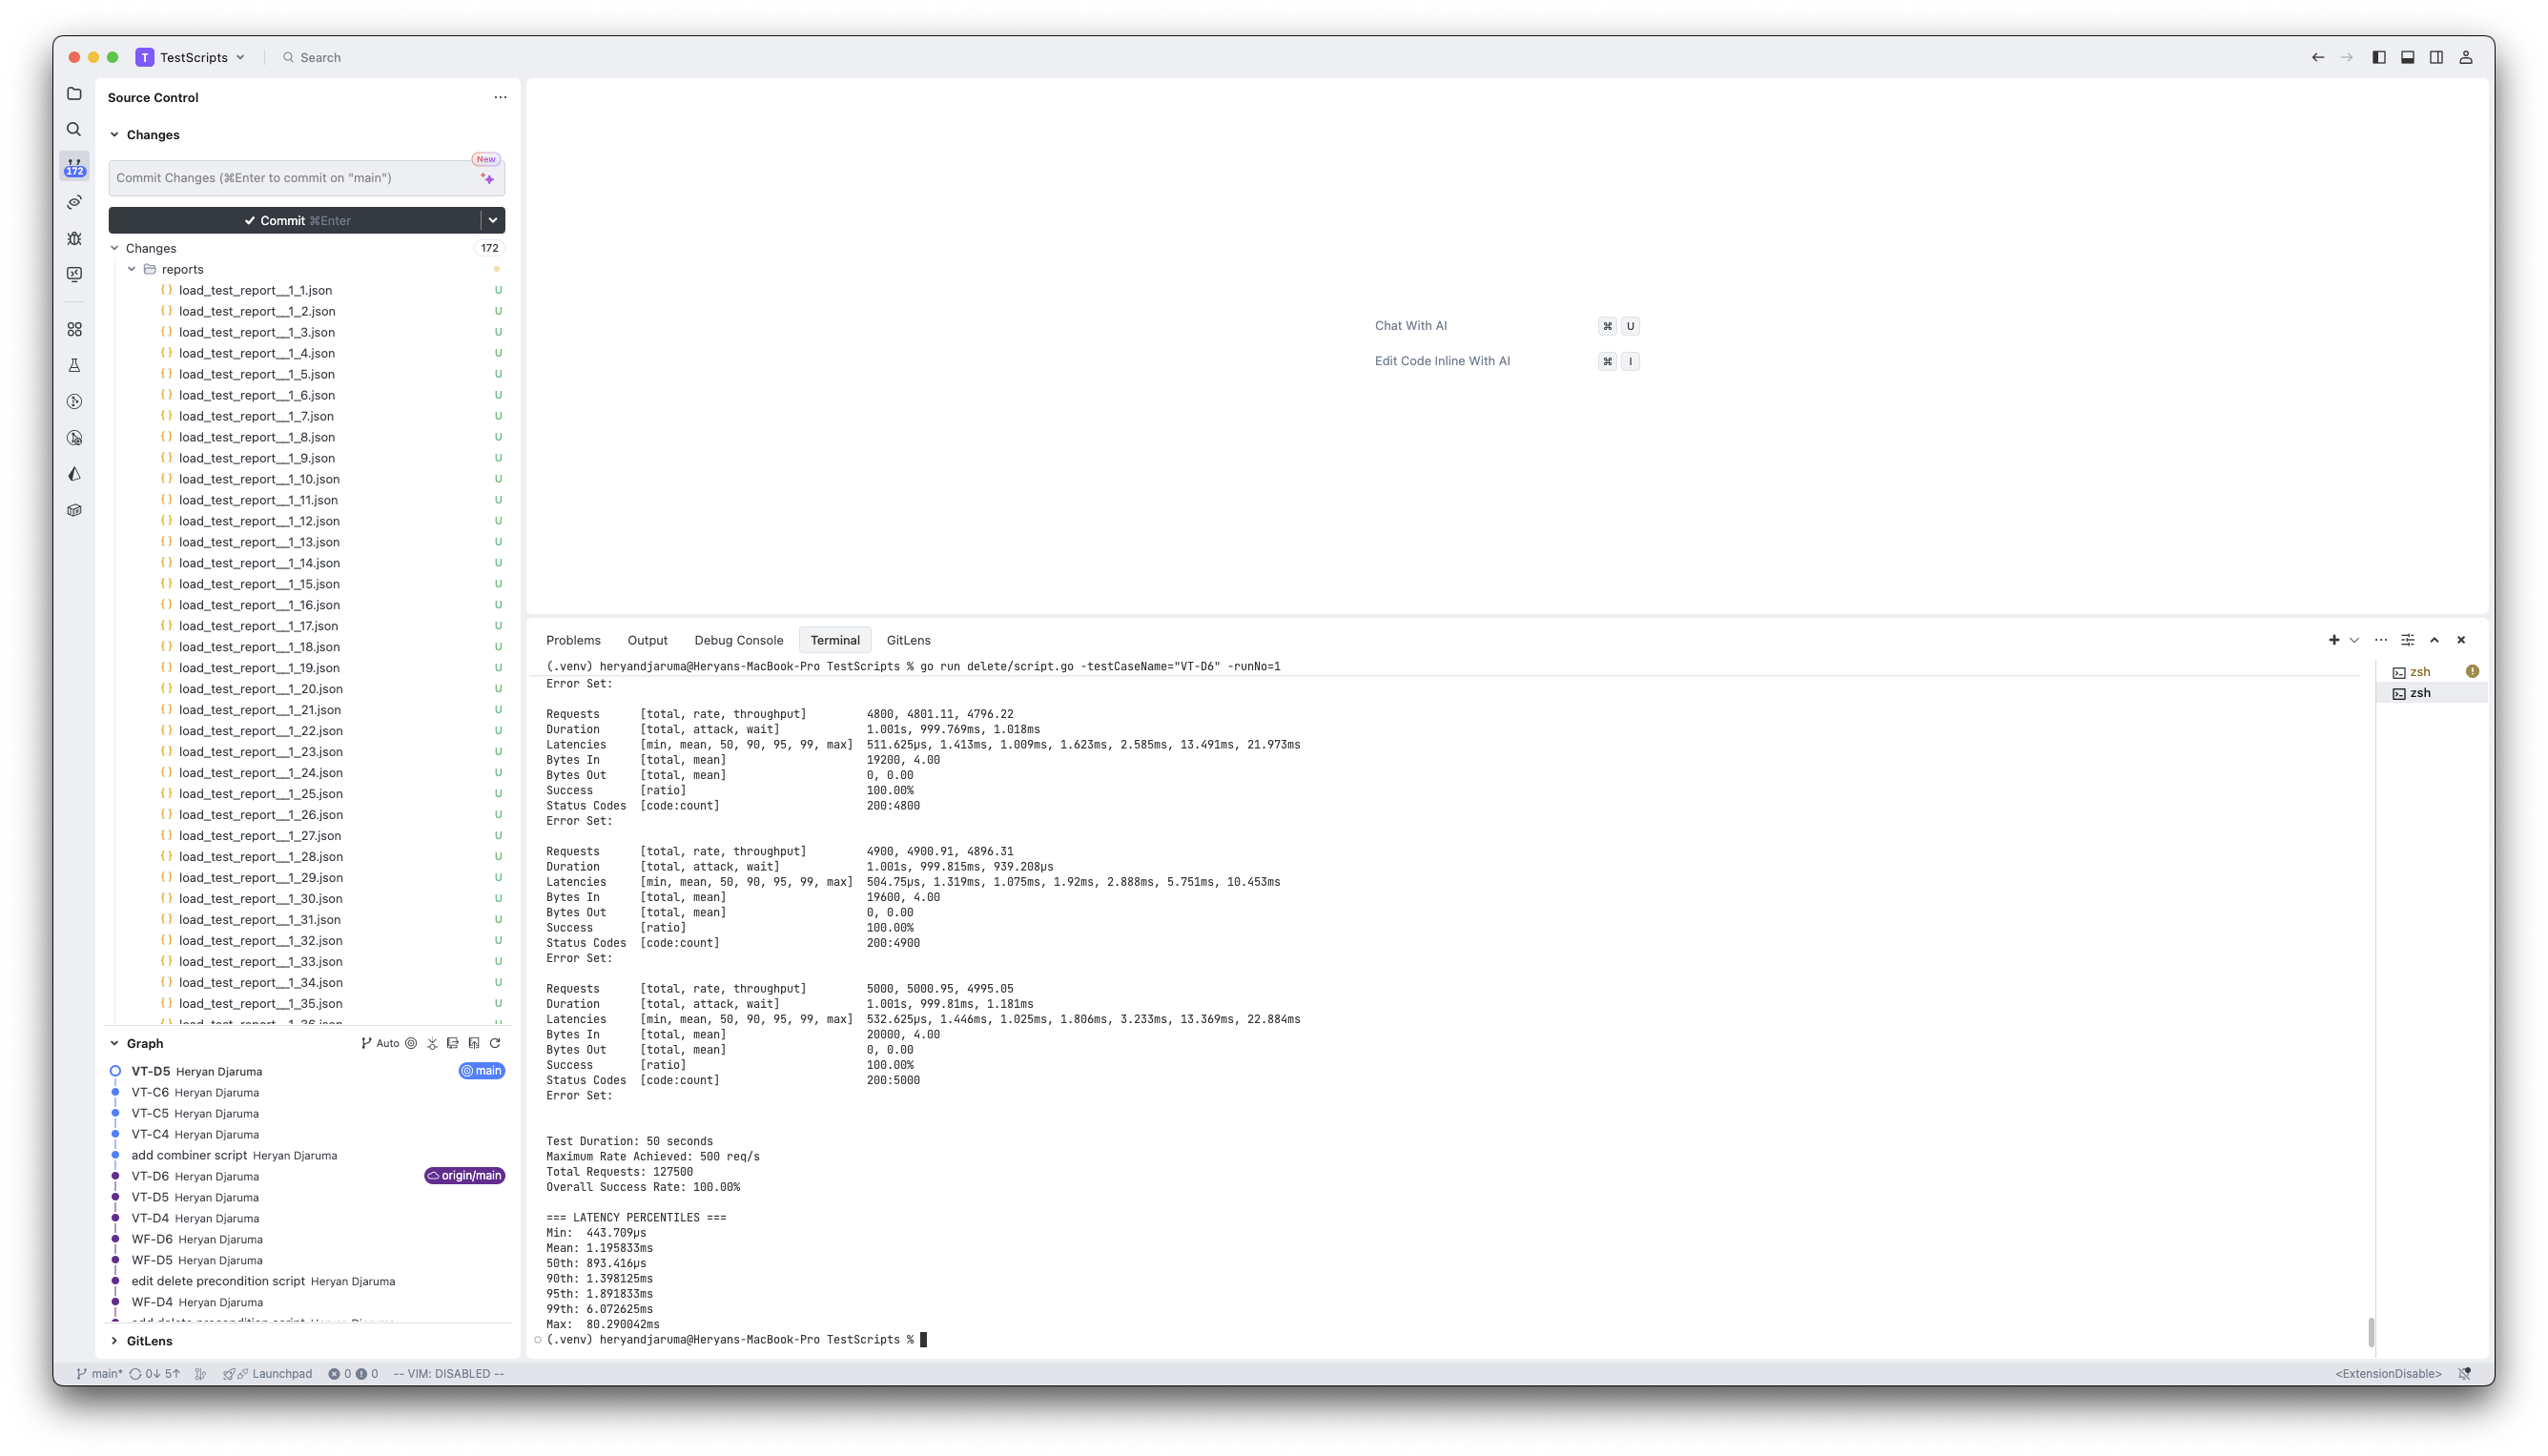 T TestScripts
Search
Source Control
Changes
New
Commit Changes (⌘Enter to commit on "main")
172
Commit ⌘Enter
Changes 172
reports
{ } load_test_report__1_1.json U
{ } load_test_report__1_2.json U
{ } load_test_report__1_3.json U
{ } load_test_report__1_4.json U
{ } load_test_report__1_5.json U
{ } load_test_report__1_6.json U
{ } load_test_report__1_7.json U
{ } load_test_report__1_8.json U
{ } load_test_report__1_9.json U
{ } load_test_report__1_10.json U
{ } load_test_report__1_11.json U
{ } load_test_report__1_12.json U
{ } load_test_report__1_13.json U
{ } load_test_report__1_14.json U
{ } load_test_report__1_15.json U
{ } load_test_report__1_16.json U
{ } load_test_report__1_17.json U
{ } load_test_report__1_18.json U
{ } load_test_report__1_19.json U
{ } load_test_report__1_20.json U
{ } load_test_report__1_21.json U
{ } load_test_report__1_22.json U
{ } load_test_report__1_23.json U
{ } load_test_report__1_24.json U
{ } load_test_report__1_25.json U
{ } load_test_report__1_26.json U
{ } load_test_report__1_27.json U
{ } load_test_report__1_28.json U
{ } load_test_report__1_29.json U
{ } load_test_report__1_30.json U
{ } load_test_report__1_31.json U
{ } load_test_report__1_32.json U
{ } load_test_report__1_33.json U
{ } load_test_report__1_34.json U
{ } load_test_report__1_35.json U
{ } load_test_report__1_36.json U
Graph Auto
VT-D5 Heryan Djaruma main
VT-C6 Heryan Djaruma
VT-C5 Heryan Djaruma
VT-C4 Heryan Djaruma
add combiner script Heryan Djaruma
VT-D6 Heryan Djaruma origin/main
VT-D5 Heryan Djaruma
VT-D4 Heryan Djaruma
WF-D6 Heryan Djaruma
WF-D5 Heryan Djaruma
edit delete precondition script Heryan Djaruma
WF-D4 Heryan Djaruma
add delete precondition script Heryan Djaruma
GitLens
Chat With AI ⌘ U
Edit Code Inline With AI ⌘ I
Problems Output Debug Console Terminal GitLens
zsh
zsh
(.venv) heryandjaruma@Heryans-MacBook-Pro TestScripts % go run delete/script.go -testCaseName="VT-D6" -runNo=1
Error Set:
Requests [total, rate, throughput] 4800, 4801.11, 4796.22
Duration [total, attack, wait] 1.001s, 999.769ms, 1.018ms
Latencies [min, mean, 50, 90, 95, 99, max] 511.625µs, 1.413ms, 1.009ms, 1.623ms, 2.585ms, 13.491ms, 21.973ms
Bytes In [total, mean] 19200, 4.00
Bytes Out [total, mean] 0, 0.00
Success [ratio] 100.00%
Status Codes [code:count] 200:4800
Error Set:
Requests [total, rate, throughput] 4900, 4900.91, 4896.31
Duration [total, attack, wait] 1.001s, 999.815ms, 939.208µs
Latencies [min, mean, 50, 90, 95, 99, max] 504.75µs, 1.319ms, 1.075ms, 1.92ms, 2.888ms, 5.751ms, 10.453ms
Bytes In [total, mean] 19600, 4.00
Bytes Out [total, mean] 0, 0.00
Success [ratio] 100.00%
Status Codes [code:count] 200:4900
Error Set:
Requests [total, rate, throughput] 5000, 5000.95, 4995.05
Duration [total, attack, wait] 1.001s, 999.81ms, 1.181ms
Latencies [min, mean, 50, 90, 95, 99, max] 532.625µs, 1.446ms, 1.025ms, 1.806ms, 3.233ms, 13.369ms, 22.884ms
Bytes In [total, mean] 20000, 4.00
Bytes Out [total, mean] 0, 0.00
Success [ratio] 100.00%
Status Codes [code:count] 200:5000
Error Set:
Test Duration: 50 seconds
Maximum Rate Achieved: 500 req/s
Total Requests: 127500
Overall Success Rate: 100.00%
=== LATENCY PERCENTILES ===
Min: 443.709µs
Mean: 1.195833ms
50th: 893.416µs
90th: 1.398125ms
95th: 1.891833ms
99th: 6.072625ms
Max: 80.290042ms
(.venv) heryandjaruma@Heryans-MacBook-Pro TestScripts %
main* 0↓ 5↑ Launchpad 0 0 -- VIM: DISABLED --
<ExtensionDisable>